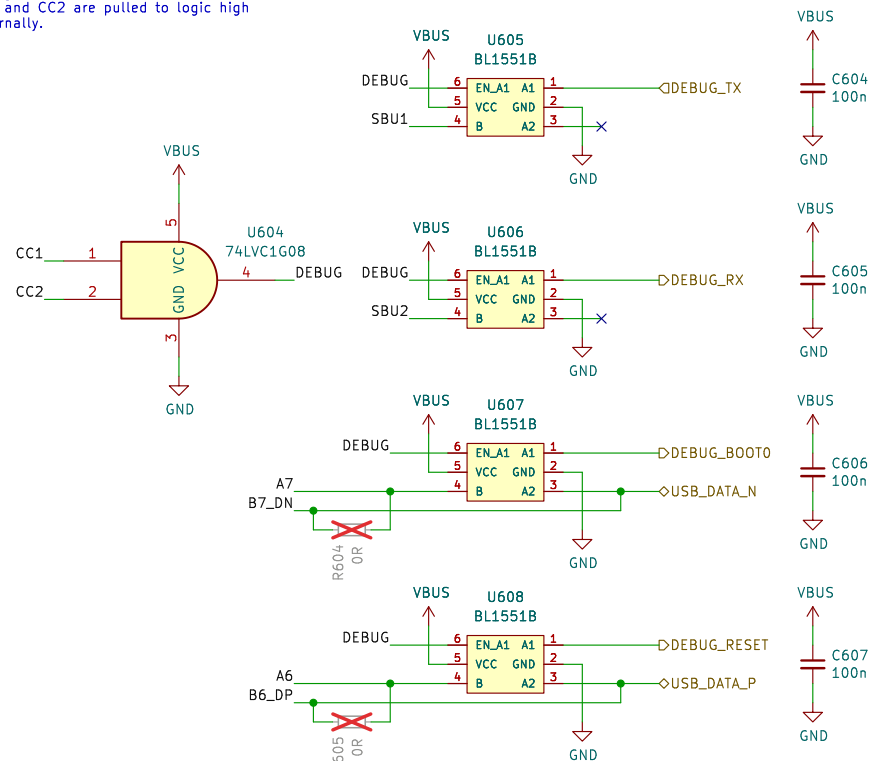 and CC2 are pulled to logic high
rnally.
VBUS
U605
BL1551B
DEBUG
6
EN_A1
A1
1
DEBUG_TX
5
VCC
GND
2
SBU1
4
B
A2
3
GND
VBUS
C604
100n
GND
VBUS
5
U604
74LVC1G08
CC1
1
VCC
4
DEBUG
CC2
2
GND
3
GND
VBUS
U606
BL1551B
DEBUG
6
EN_A1
A1
1
DEBUG_RX
5
VCC
GND
2
SBU2
4
B
A2
3
GND
VBUS
C605
100n
GND
VBUS
U607
BL1551B
DEBUG
6
EN_A1
A1
1
DEBUG_BOOT0
5
VCC
GND
2
A7
4
B
A2
3
USB_DATA_N
B7_DN
R604
0R
GND
VBUS
C606
100n
GND
VBUS
U608
BL1551B
DEBUG
6
EN_A1
A1
1
DEBUG_RESET
5
VCC
GND
2
A6
4
B
A2
3
USB_DATA_P
B6_DP
605
0R
GND
VBUS
C607
100n
GND